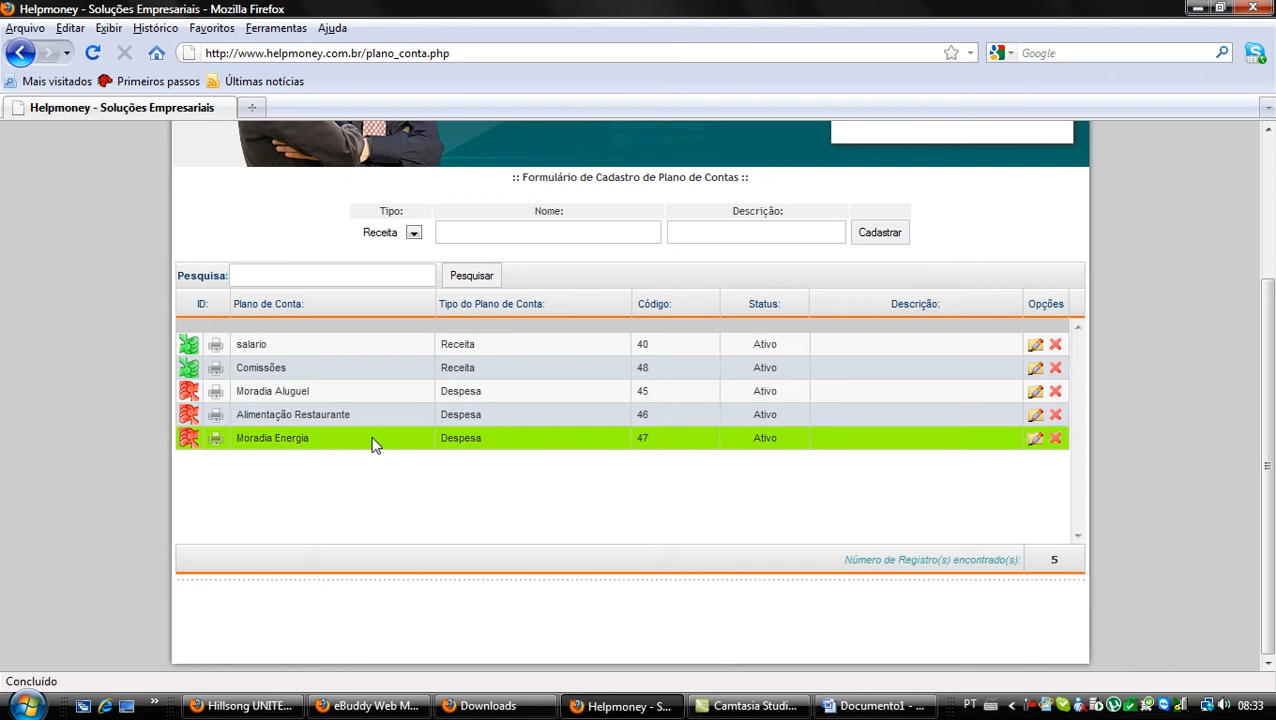 Helpmoney - Soluções Empresariais - Mozilla Firefox
Arquivo Editar Exibir Histórico Favoritos Ferramentas Ajuda
http://www.helpmoney.com.br/plano_conta.php
Google
Mais visitados Primeiros passos Últimas notícias
Helpmoney - Soluções Empresariais
:: Formulário de Cadastro de Plano de Contas ::
Tipo: Nome: Descrição:
Receita Cadastrar
Pesquisa: Pesquisar
ID: Plano de Conta: Tipo do Plano de Conta: Código: Status: Descrição: Opções
salario Receita 40 Ativo
Comissões Receita 48 Ativo
Moradia Aluguel Despesa 45 Ativo
Alimentação Restaurante Despesa 46 Ativo
Moradia Energia Despesa 47 Ativo
Número de Registro(s) encontrado(s): 5
Concluído
Hillsong UNITE... eBuddy Web M... Downloads Helpmoney - S... Camtasia Studi... Documento1 - ... PT 08:33